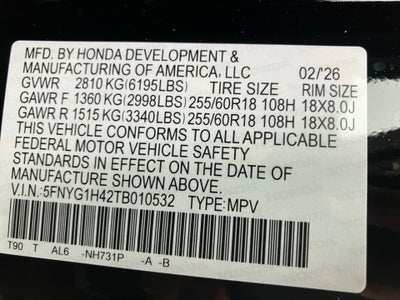 MFD. BY HONDA DEVELOPMENT &
MANUFACTURING OF AMERICA, LLC 02/'26
GVWR 2810 KG(6195LBS) TIRE SIZE RIM SIZE
GAWR F 1360 KG(2998LBS) 255/60R18 108H 18X8.0J
GAWR R 1515 KG(3340LBS) 255/60R18 108H 18X8.0J
THIS VEHICLE CONFORMS TO ALL APPLICABLE
FEDERAL MOTOR VEHICLE SAFETY
STANDARDS IN EFFECT ON THE DATE OF
MANUFACTURE SHOWN ABOVE.
V.I.N.: 5FNYG1H42TB010532 TYPE: MPV
T90 T AL6 -NH731P -A -B